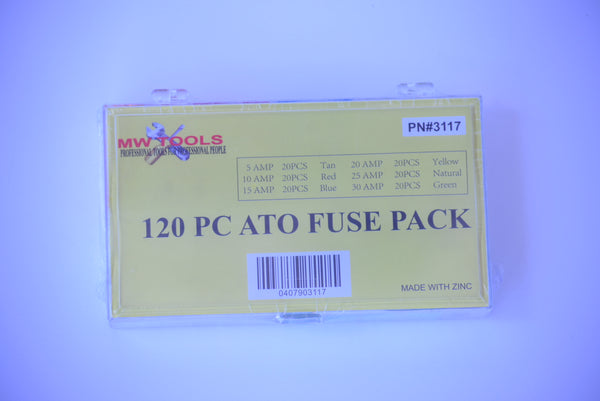 MW TOOLS
PROFESSIONAL TOOLS FOR PROFESSIONAL PEOPLE
PN#3117
5 AMP 20PCS Tan 20 AMP 20PCS Yellow
10 AMP 20PCS Red 25 AMP 20PCS Natural
15 AMP 20PCS Blue 30 AMP 20PCS Green
120 PC ATO FUSE PACK
0407903117
MADE WITH ZINC